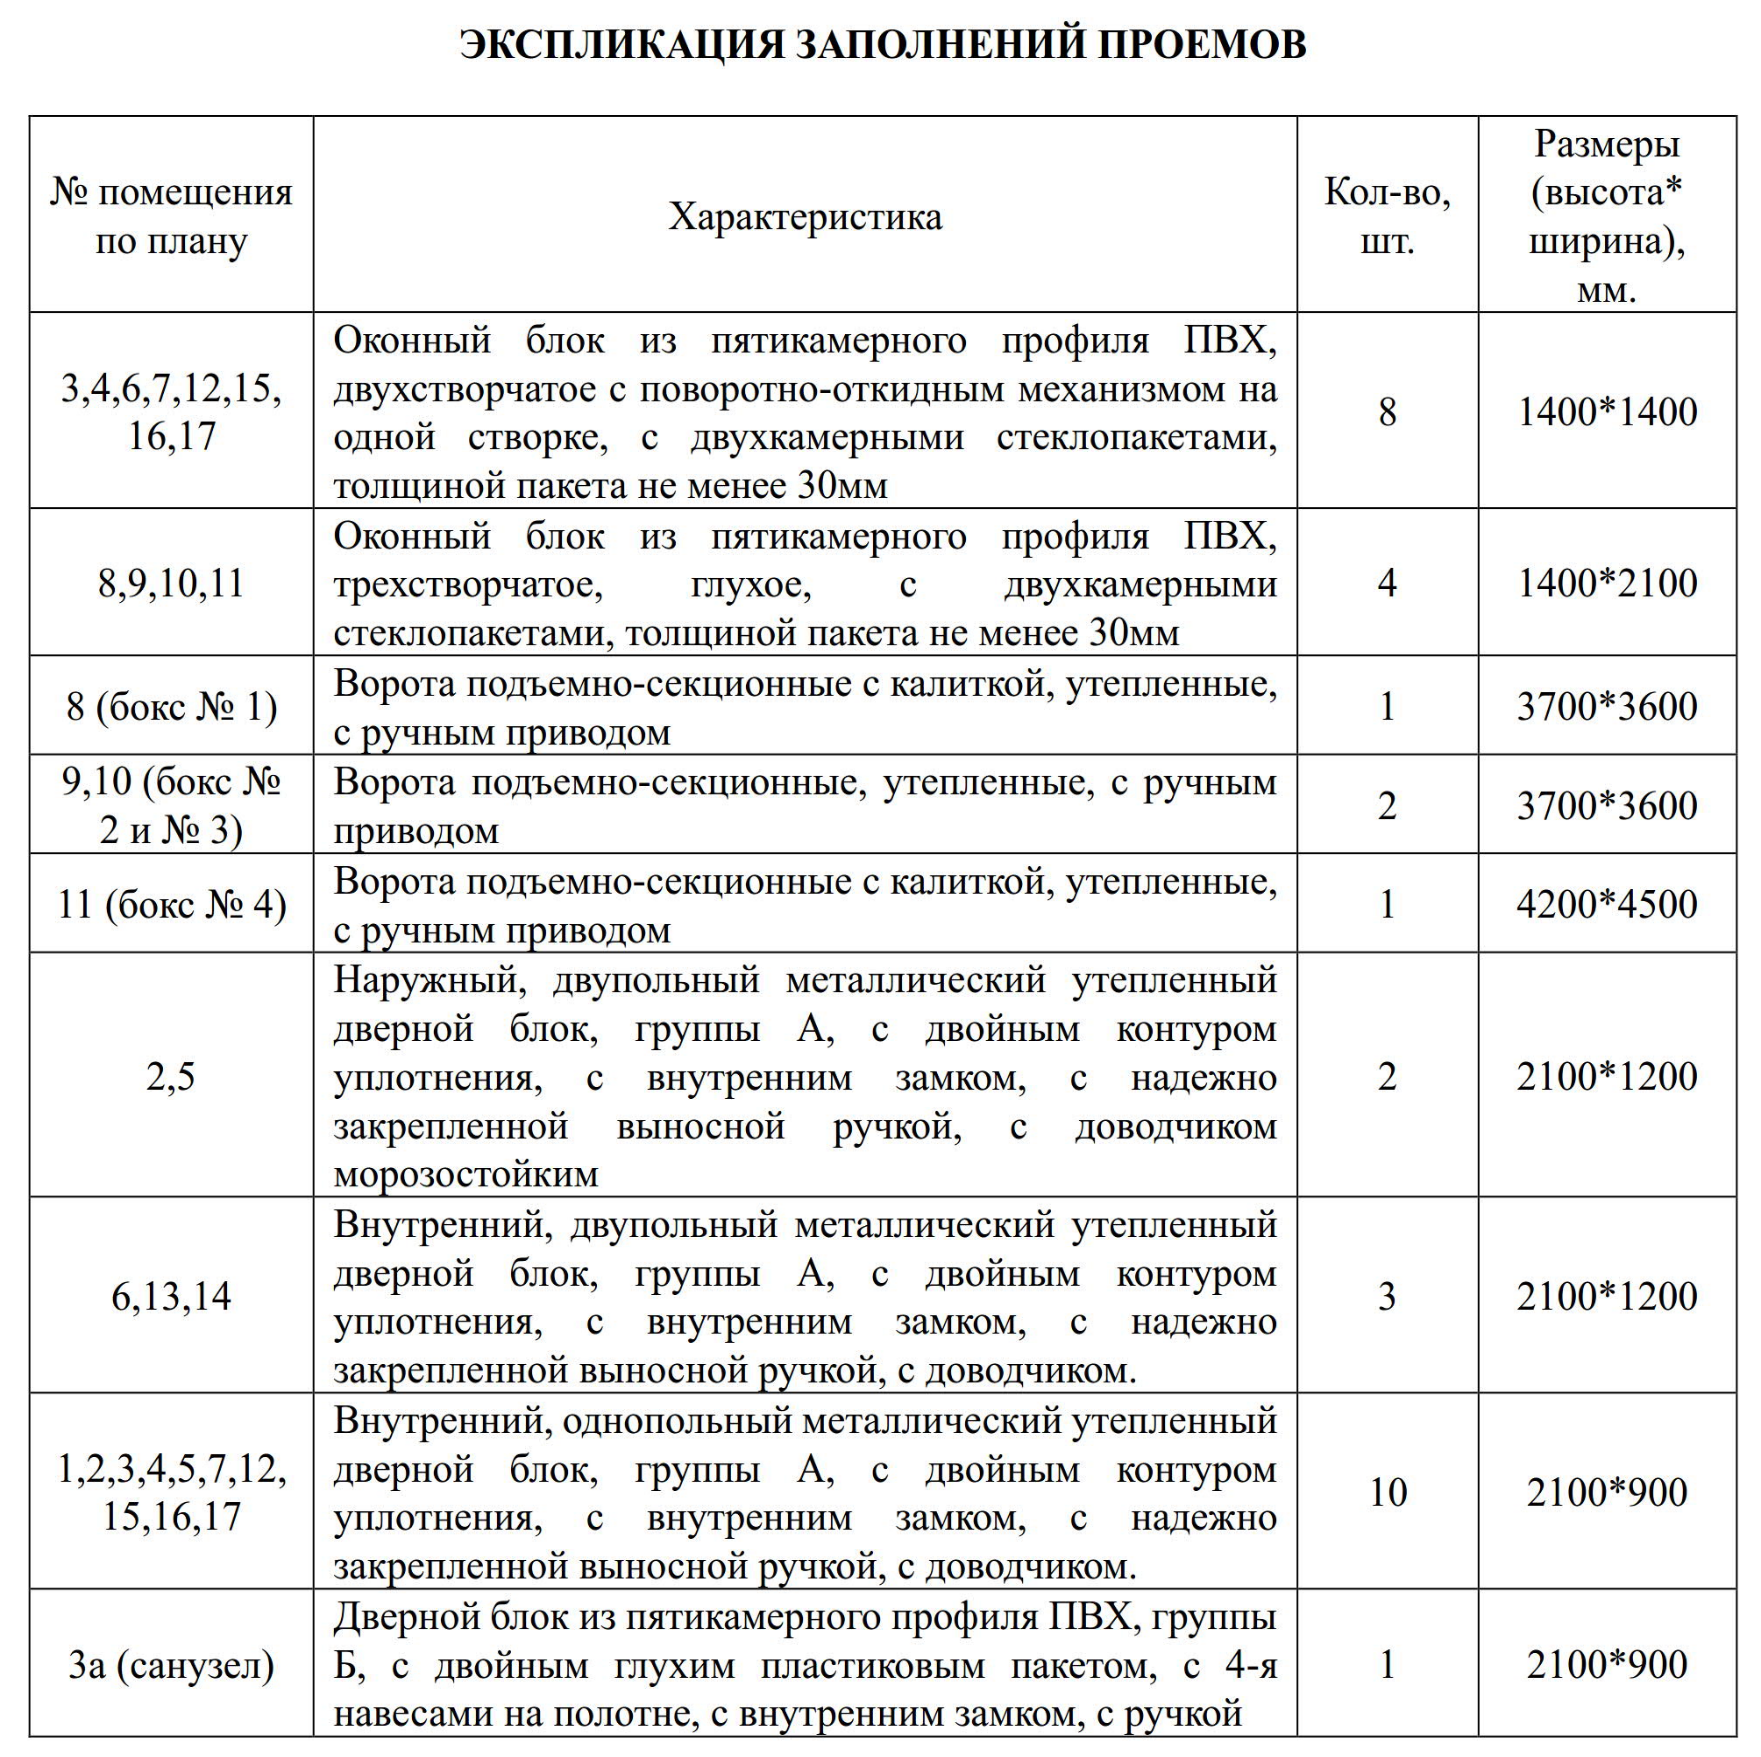 ЭКСПЛИКАЦИЯ ЗАПОЛНЕНИЙ ПРОЕМОВ
№ помещения
по плану
Характеристика
Кол-во,
шт.
Размеры
(высота*
ширина),
мм.
3,4,6,7,12,15,
16,17
Оконный блок из пятикамерного профиля ПВХ,
двухстворчатое с поворотно-откидным механизмом на
одной створке, с двухкамерными стеклопакетами,
толщиной пакета не менее 30мм
8
1400*1400
8,9,10,11
Оконный блок из пятикамерного профиля ПВХ,
трехстворчатое, глухое, с двухкамерными
стеклопакетами, толщиной пакета не менее 30мм
4
1400*2100
8 (бокс № 1)
Ворота подъемно-секционные с калиткой, утепленные,
с ручным приводом
1
3700*3600
9,10 (бокс №
2 и № 3)
Ворота подъемно-секционные, утепленные, с ручным
приводом
2
3700*3600
11 (бокс № 4)
Ворота подъемно-секционные с калиткой, утепленные,
с ручным приводом
1
4200*4500
2,5
Наружный, двупольный металлический утепленный
дверной блок, группы А, с двойным контуром
уплотнения, с внутренним замком, с надежно
закрепленной выносной ручкой, с доводчиком
морозостойким
2
2100*1200
6,13,14
Внутренний, двупольный металлический утепленный
дверной блок, группы А, с двойным контуром
уплотнения, с внутренним замком, с надежно
закрепленной выносной ручкой, с доводчиком.
3
2100*1200
1,2,3,4,5,7,12,
15,16,17
Внутренний, однопольный металлический утепленный
дверной блок, группы А, с двойным контуром
уплотнения, с внутренним замком, с надежно
закрепленной выносной ручкой, с доводчиком.
10
2100*900
3а (санузел)
Дверной блок из пятикамерного профиля ПВХ, группы
Б, с двойным глухим пластиковым пакетом, с 4-я
навесами на полотне, с внутренним замком, с ручкой
1
2100*900